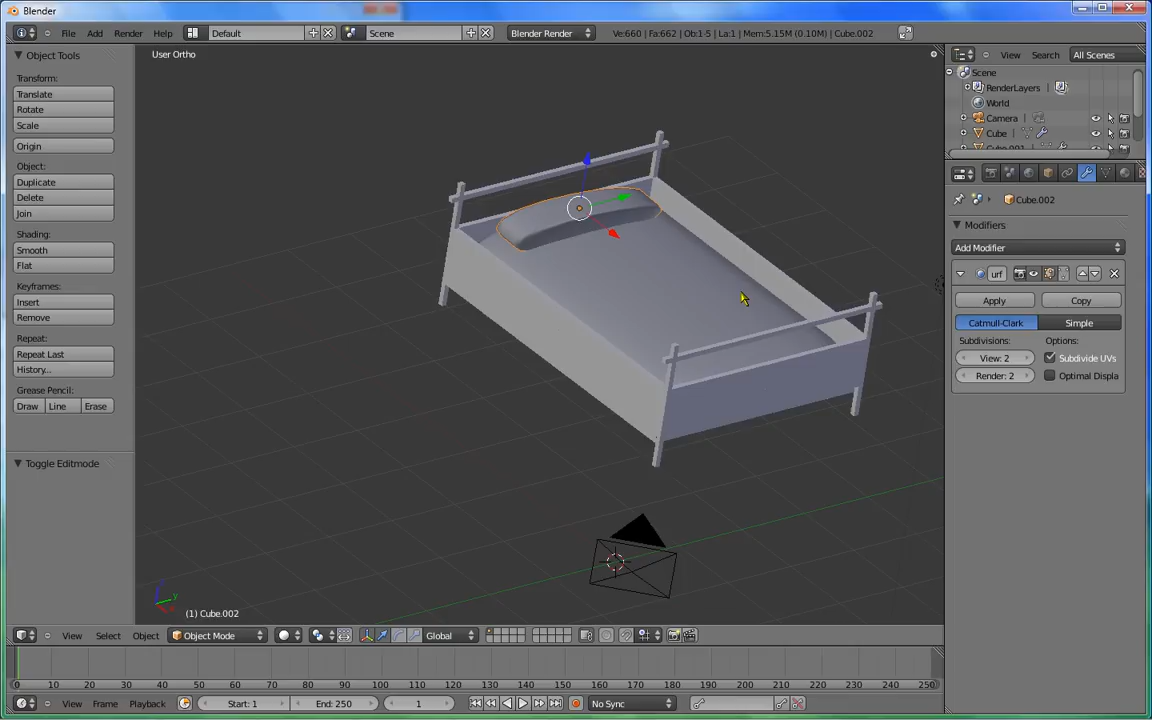 Blender
File Add Render Help Default Scene Blender Render Ve:660 | Fa:662 | Ob:1-5 | La:1 | Mem:5.15M (0.10M) | Cube.002
Object Tools
Transform:
Translate
Rotate
Scale
Origin
Object:
Duplicate
Delete
Join
Shading:
Smooth
Flat
Keyframes:
Insert
Remove
Repeat:
Repeat Last
History...
Grease Pencil:
Draw Line Erase
Toggle Editmode
User Ortho
z
y
x
(1) Cube.002
View Search All Scenes
Scene
RenderLayers
World
Camera
Cube
Cube.001
Cube.002
Modifiers
Add Modifier
urf
Apply Copy
Catmull-Clark Simple
Subdivisions: Options:
View: 2 Subdivide UVs
Render: 2 Optimal Displa
View Select Object Object Mode Global
0 10 20 30 40 50 60 70 80 90 100 110 120 130 140 150 160 170 180 190 200 210 220 230 240 250
View Frame Playback Start: 1 End: 250 1 No Sync